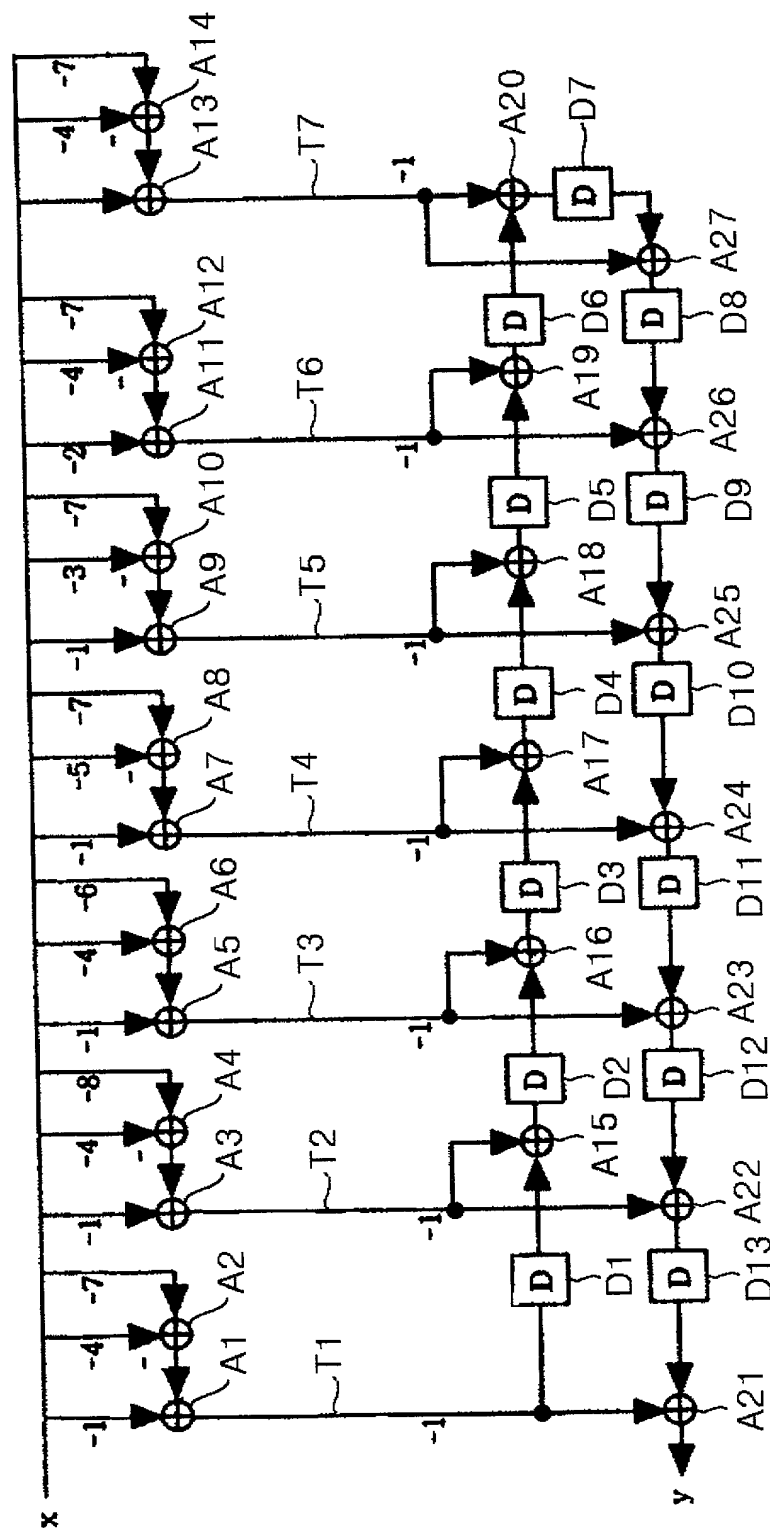 x
-1 -4 -7 -1 -4 -8 -1 -4 -6 -1 -5 -7 -1 -3 -7 -2 -4 -7 -4 -7
- - - - - -
A1 A2 A3 A4 A5 A6 A7 A8 A9 A10 A11 A12 A13 A14
T1 T2 T3 T4 T5 T6 T7
-1 -1 -1 -1 -1 -1 -1
D D D D D D A20
D1 A15 D2 A16 D3 A17 D4 A18 D5 A19 D6 D D7
y D D D D D D
A21 D13 A22 D12 A23 D11 A24 D10 A25 D9 A26 D8 A27